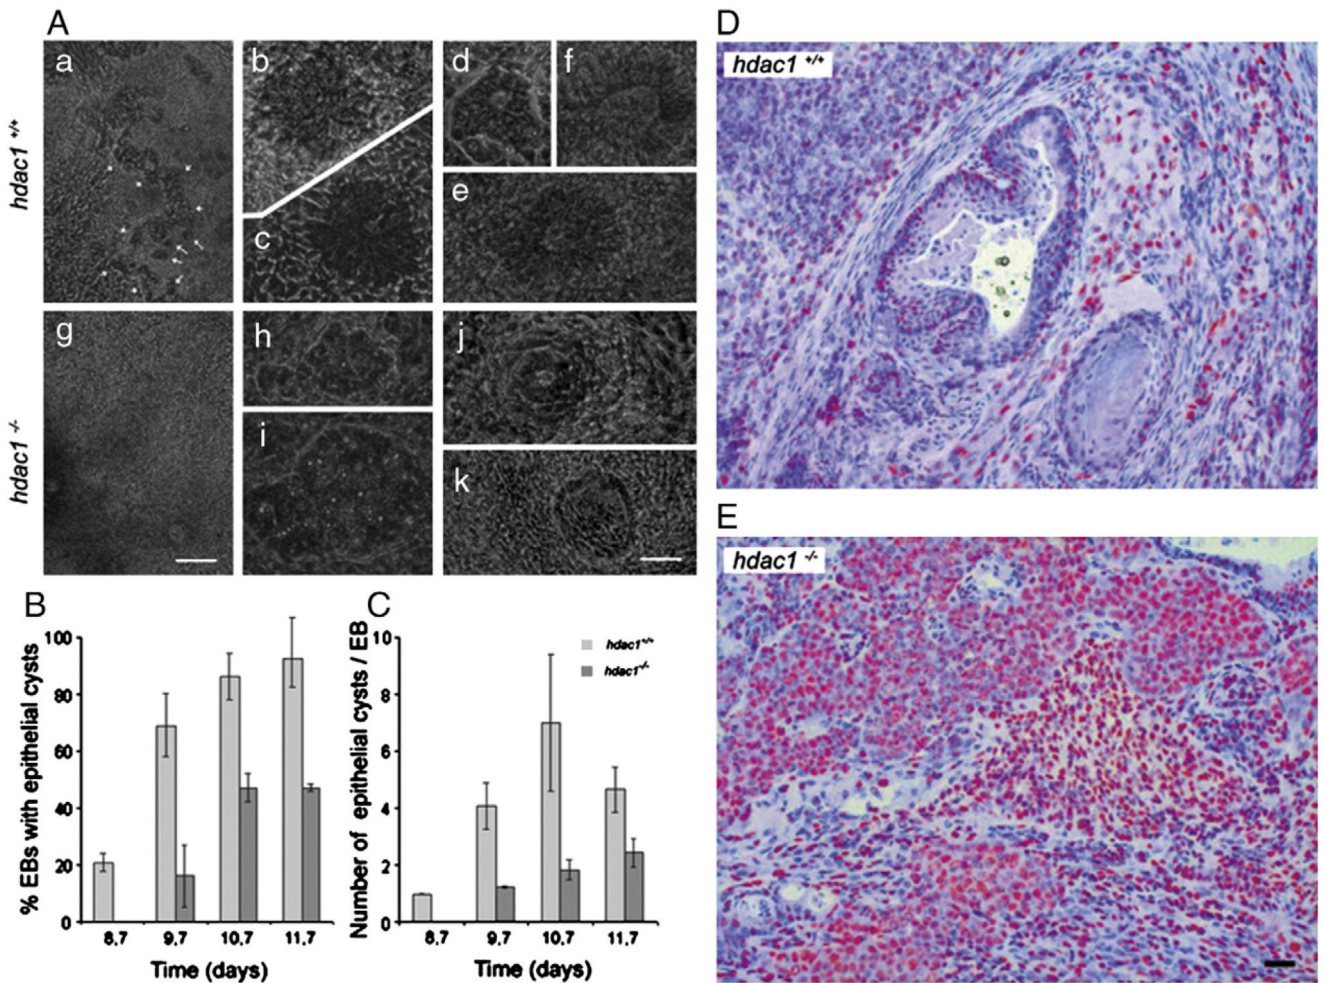 A
D
hdac1 +/+
a
b
c
d
f
e
hdac1 +/+
hdac1 -/-
g
h
i
j
k
E
hdac1 -/-
B
% EBs with epithelial cysts
100
80
60
40
20
0
8,7 9,7 10,7 11,7
Time (days)
C
Number of epithelial cysts / EB
10
8
6
4
2
0
8,7 9,7 10,7 11,7
Time (days)
hdac1+/+
hdac1-/-